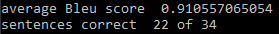 average Bleu score  0.910557065054
sentences correct  22 of 34